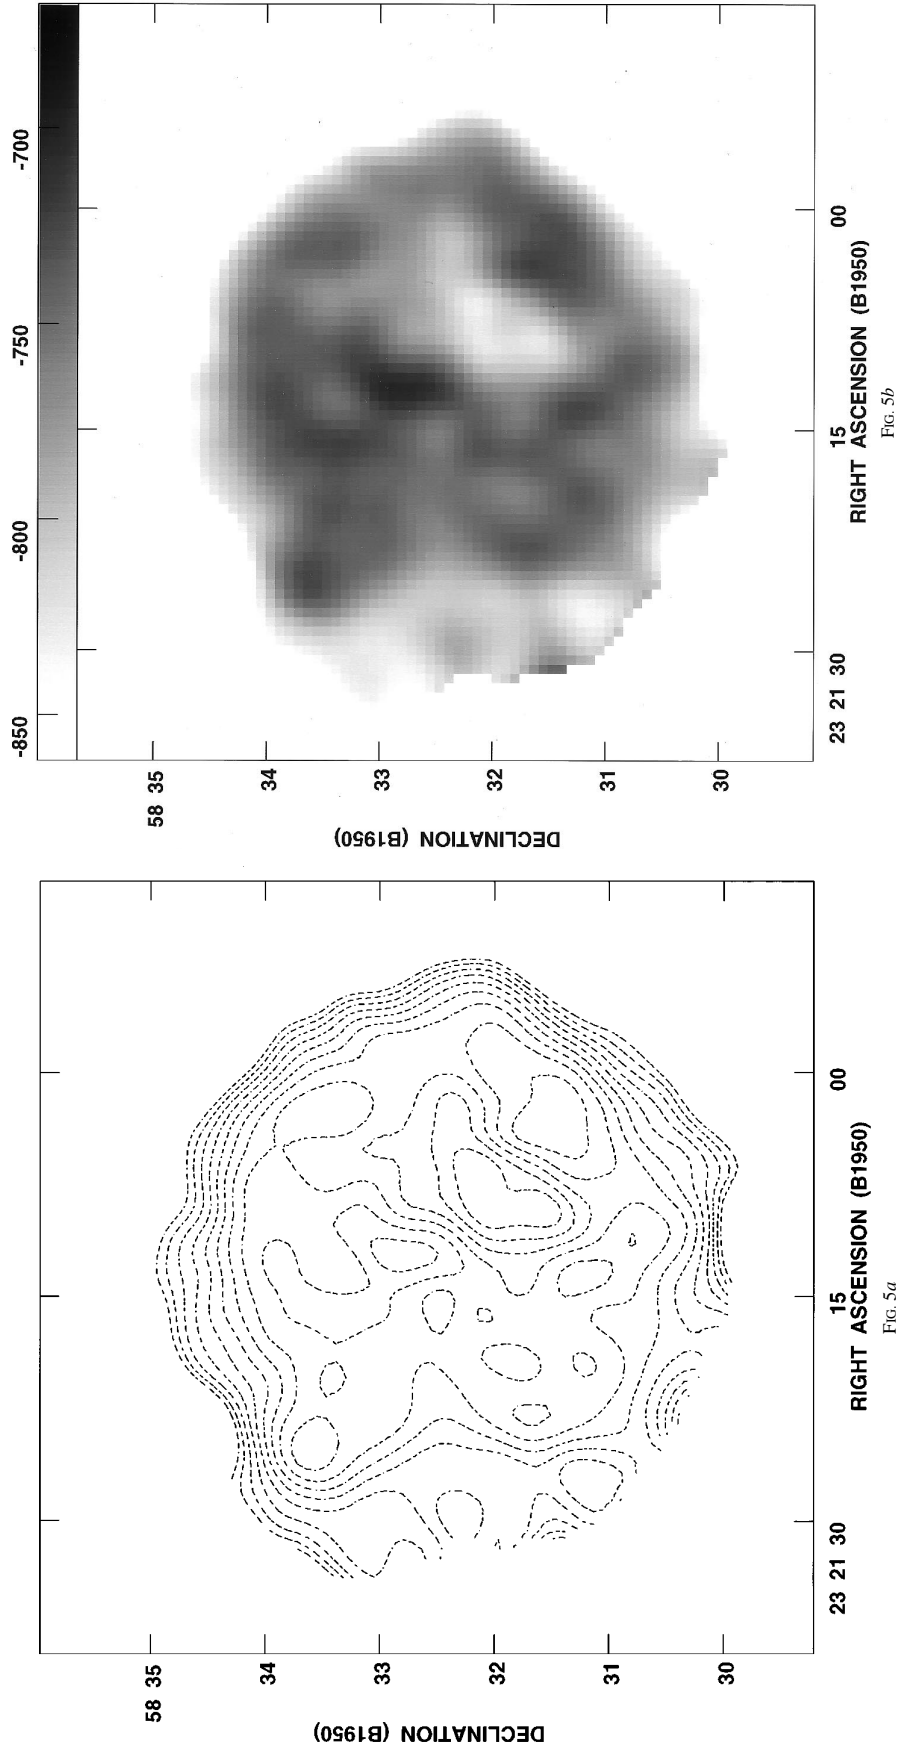 -850 -800 -750 -700
58 35
34
33
32
31
30
DECLINATION (B1950)
23 21 30 15 00
RIGHT ASCENSION (B1950)
FIG. 5b
58 35
34
33
32
31
30
DECLINATION (B1950)
23 21 30 15 00
RIGHT ASCENSION (B1950)
FIG. 5a